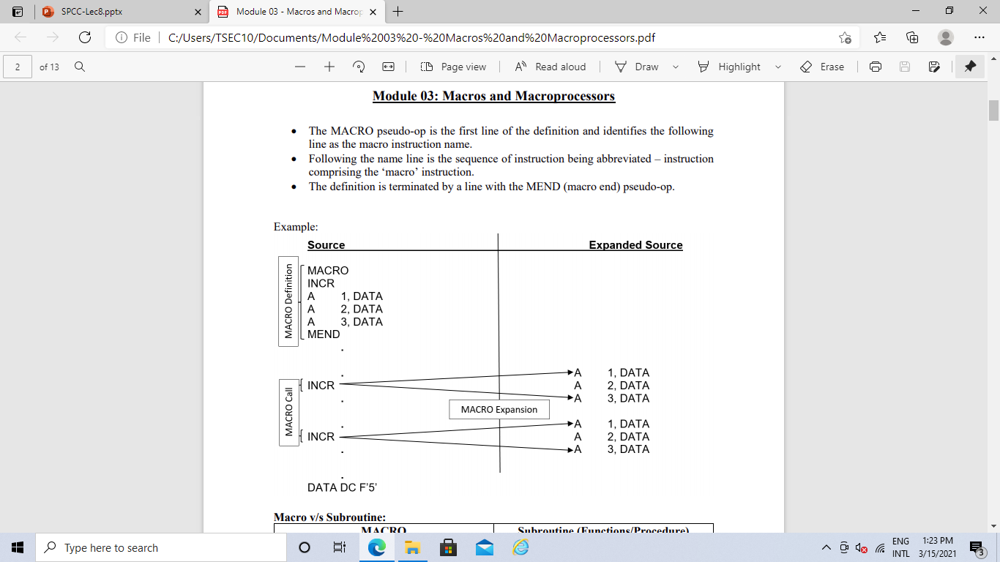 SPCC-Lec8.pptx
Module 03 - Macros and Macrop
File
C:/Users/TSEC10/Documents/Module%2003%20-%20Macros%20and%20Macroprocessors.pdf
2 of 13
Page view
Read aloud
Draw
Highlight
Erase
Module 03: Macros and Macroprocessors
• The MACRO pseudo-op is the first line of the definition and identifies the following
line as the macro instruction name.
• Following the name line is the sequence of instruction being abbreviated – instruction
comprising the ‘macro’ instruction.
• The definition is terminated by a line with the MEND (macro end) pseudo-op.
Example:
Source
Expanded Source
MACRO Definition
MACRO
INCR
A 1, DATA
A 2, DATA
A 3, DATA
MEND
.
.
MACRO Call
INCR
.
.
INCR
.
.
MACRO Expansion
A 1, DATA
A 2, DATA
A 3, DATA
A 1, DATA
A 2, DATA
A 3, DATA
DATA DC F’5’
Macro v/s Subroutine:
MACRO
Subroutine (Functions/Procedure)
Type here to search
ENG
INTL
1:23 PM
3/15/2021
3